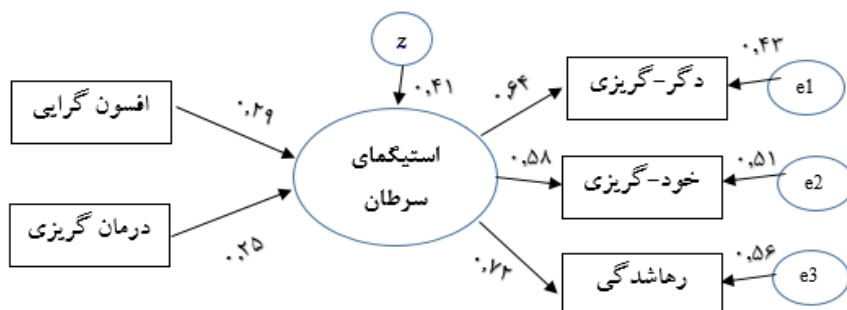 z
۰,۴۱
افسون گرایی
۰,۲۹
درمان گریزی
۰,۲۵
استیگمای
سرطان
۰,۶۴
دگر-گریزی
۰,۴۳
e1
۰,۵۸
خود-گریزی
۰,۵۱
e2
۰,۷۲
رهاشدگی
۰,۵۶
e3